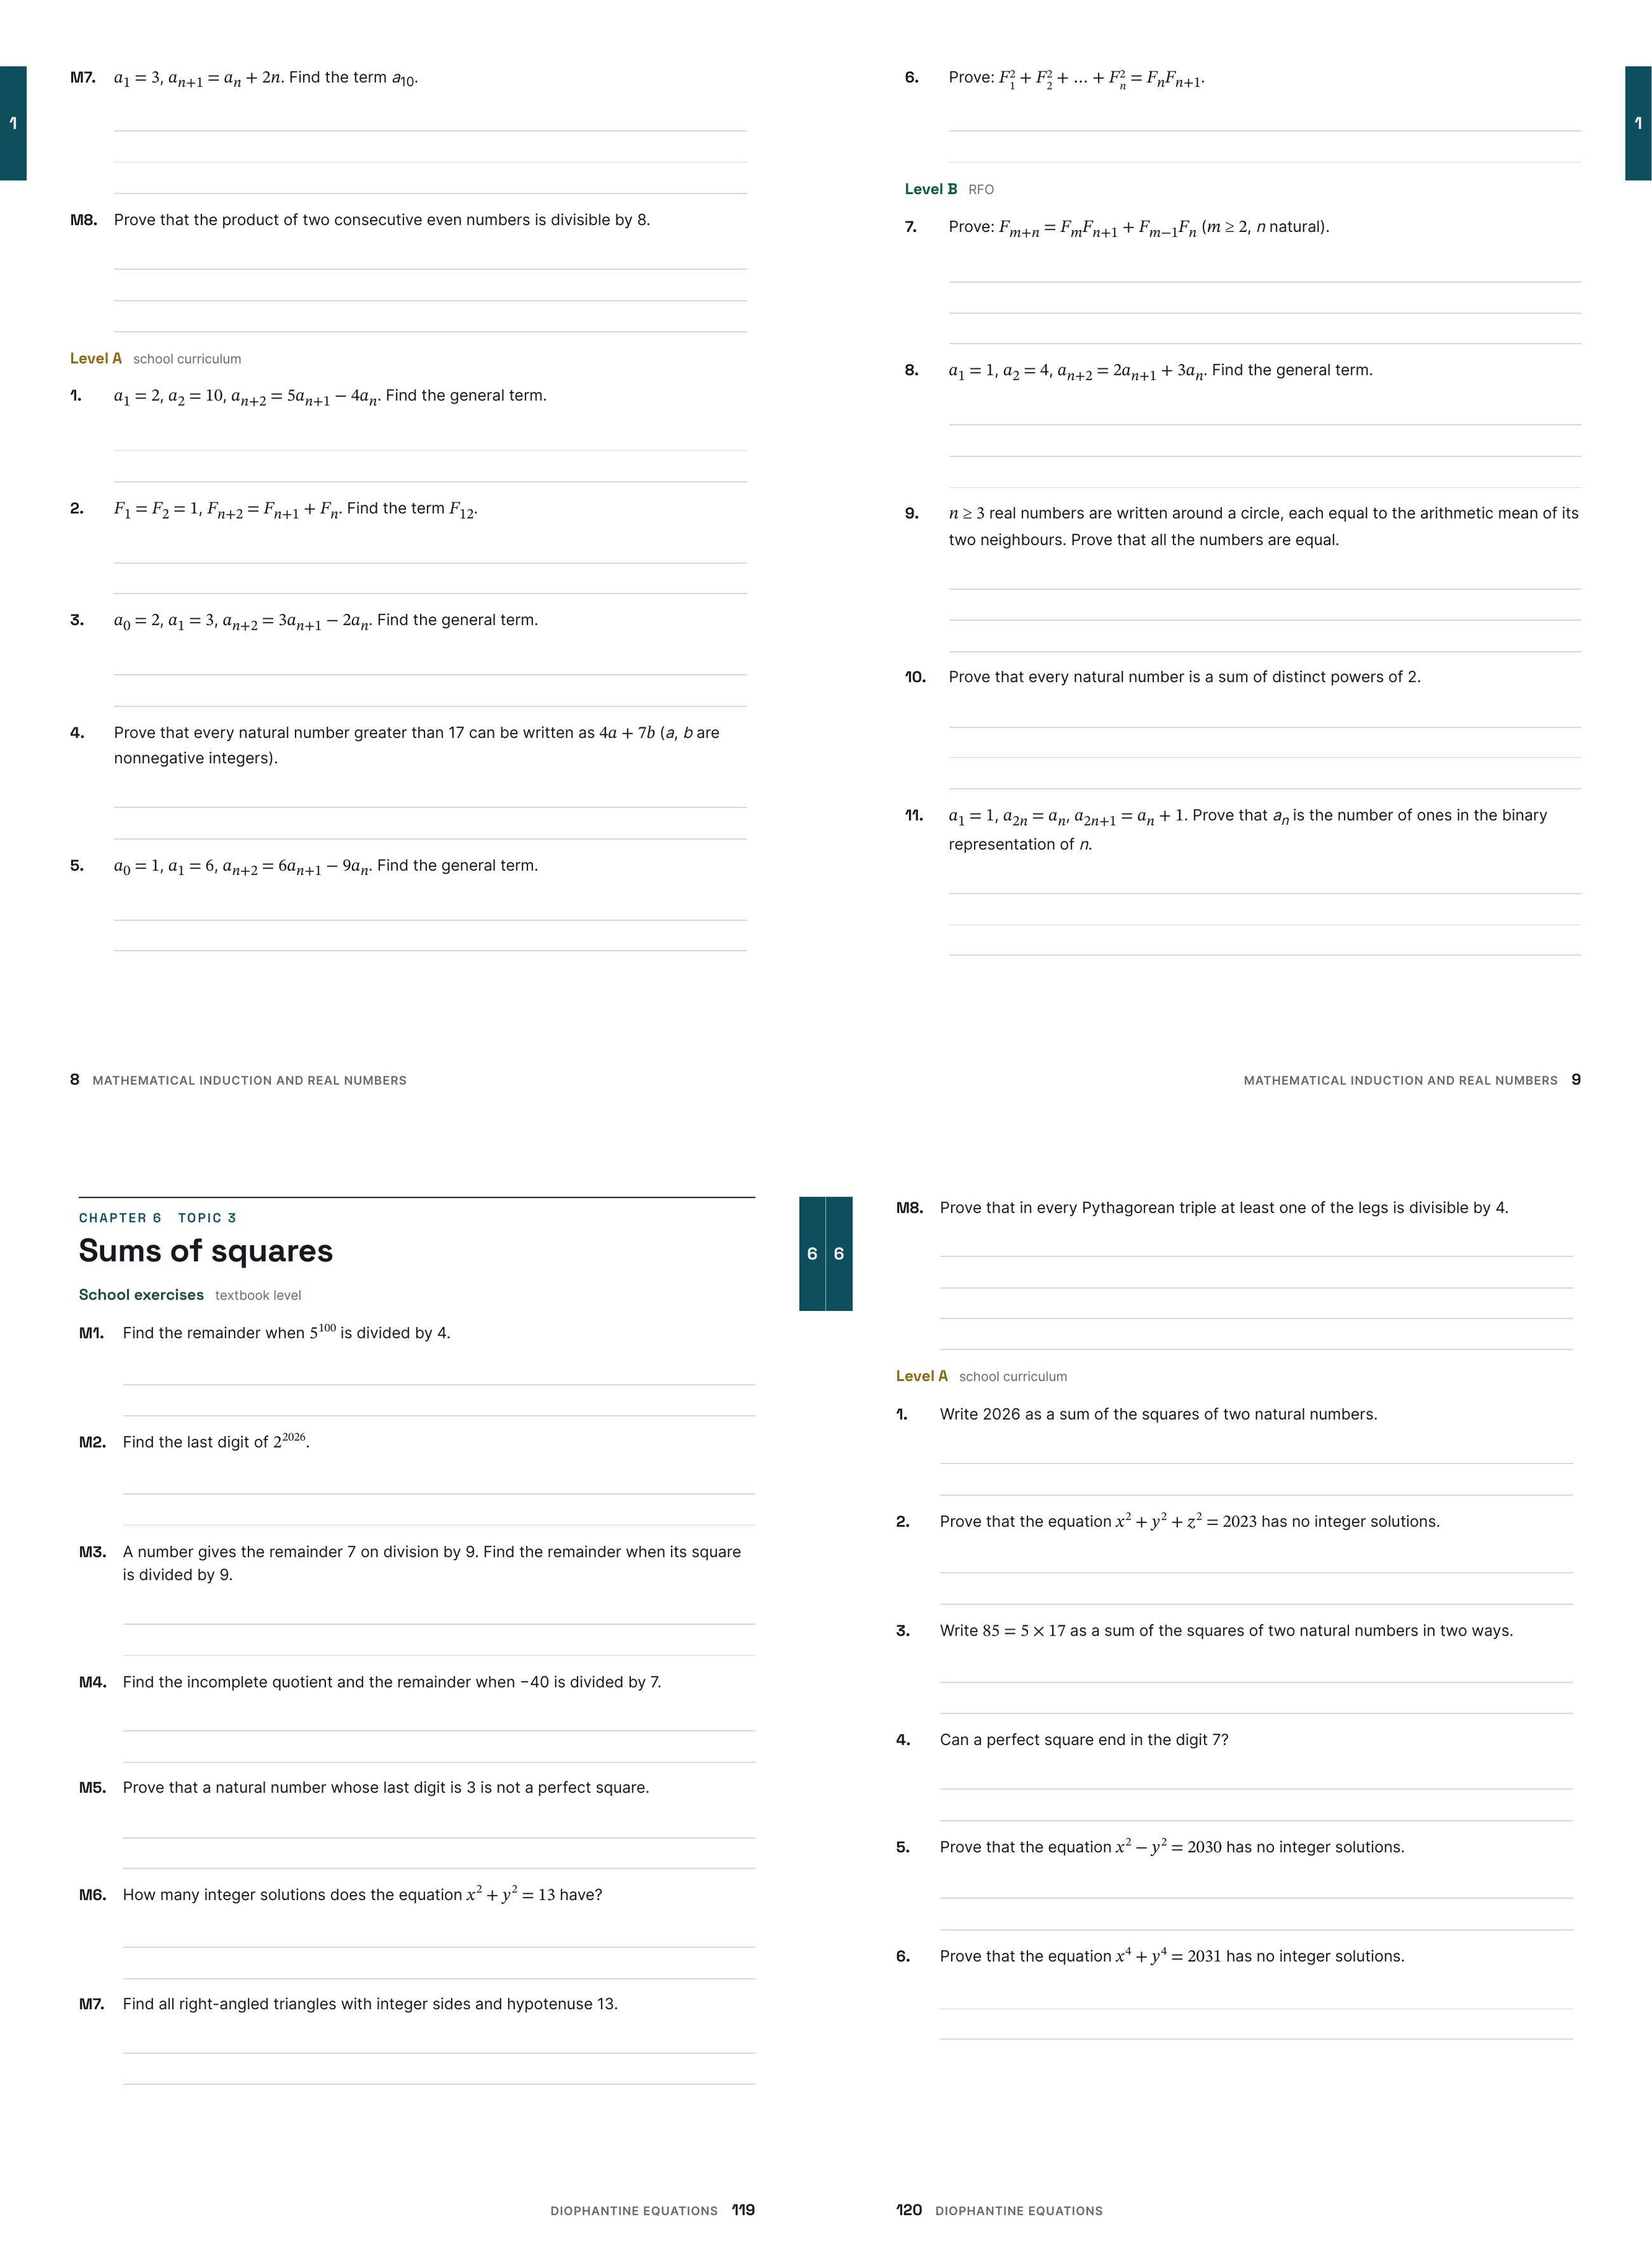 1
M7. a₁ = 3, aₙ₊₁ = aₙ + 2n. Find the term a₁₀.
M8. Prove that the product of two consecutive even numbers is divisible by 8.
Level A school curriculum
1. a₁ = 2, a₂ = 10, aₙ₊₂ = 5aₙ₊₁ − 4aₙ. Find the general term.
2. F₁ = F₂ = 1, Fₙ₊₂ = Fₙ₊₁ + Fₙ. Find the term F₁₂.
3. a₀ = 2, a₁ = 3, aₙ₊₂ = 3aₙ₊₁ − 2aₙ. Find the general term.
4. Prove that every natural number greater than 17 can be written as 4a + 7b (a, b are
nonnegative integers).
5. a₀ = 1, a₁ = 6, aₙ₊₂ = 6aₙ₊₁ − 9aₙ. Find the general term.
8 MATHEMATICAL INDUCTION AND REAL NUMBERS
1
6. Prove: F₁² + F₂² + … + Fₙ² = FₙFₙ₊₁.
Level B RFO
7. Prove: Fₘ₊ₙ = FₘFₙ₊₁ + Fₘ₋₁Fₙ (m ≥ 2, n natural).
8. a₁ = 1, a₂ = 4, aₙ₊₂ = 2aₙ₊₁ + 3aₙ. Find the general term.
9. n ≥ 3 real numbers are written around a circle, each equal to the arithmetic mean of its
two neighbours. Prove that all the numbers are equal.
10. Prove that every natural number is a sum of distinct powers of 2.
11. a₁ = 1, a₂ₙ = aₙ, a₂ₙ₊₁ = aₙ + 1. Prove that aₙ is the number of ones in the binary
representation of n.
MATHEMATICAL INDUCTION AND REAL NUMBERS 9
CHAPTER 6 TOPIC 3
Sums of squares
School exercises textbook level
M1. Find the remainder when 5¹⁰⁰ is divided by 4.
M2. Find the last digit of 2²⁰²⁶.
M3. A number gives the remainder 7 on division by 9. Find the remainder when its square
is divided by 9.
M4. Find the incomplete quotient and the remainder when −40 is divided by 7.
M5. Prove that a natural number whose last digit is 3 is not a perfect square.
M6. How many integer solutions does the equation x² + y² = 13 have?
M7. Find all right-angled triangles with integer sides and hypotenuse 13.
DIOPHANTINE EQUATIONS 119
6 6
M8. Prove that in every Pythagorean triple at least one of the legs is divisible by 4.
Level A school curriculum
1. Write 2026 as a sum of the squares of two natural numbers.
2. Prove that the equation x² + y² + z² = 2023 has no integer solutions.
3. Write 85 = 5 × 17 as a sum of the squares of two natural numbers in two ways.
4. Can a perfect square end in the digit 7?
5. Prove that the equation x² − y² = 2030 has no integer solutions.
6. Prove that the equation x⁴ + y⁴ = 2031 has no integer solutions.
120 DIOPHANTINE EQUATIONS